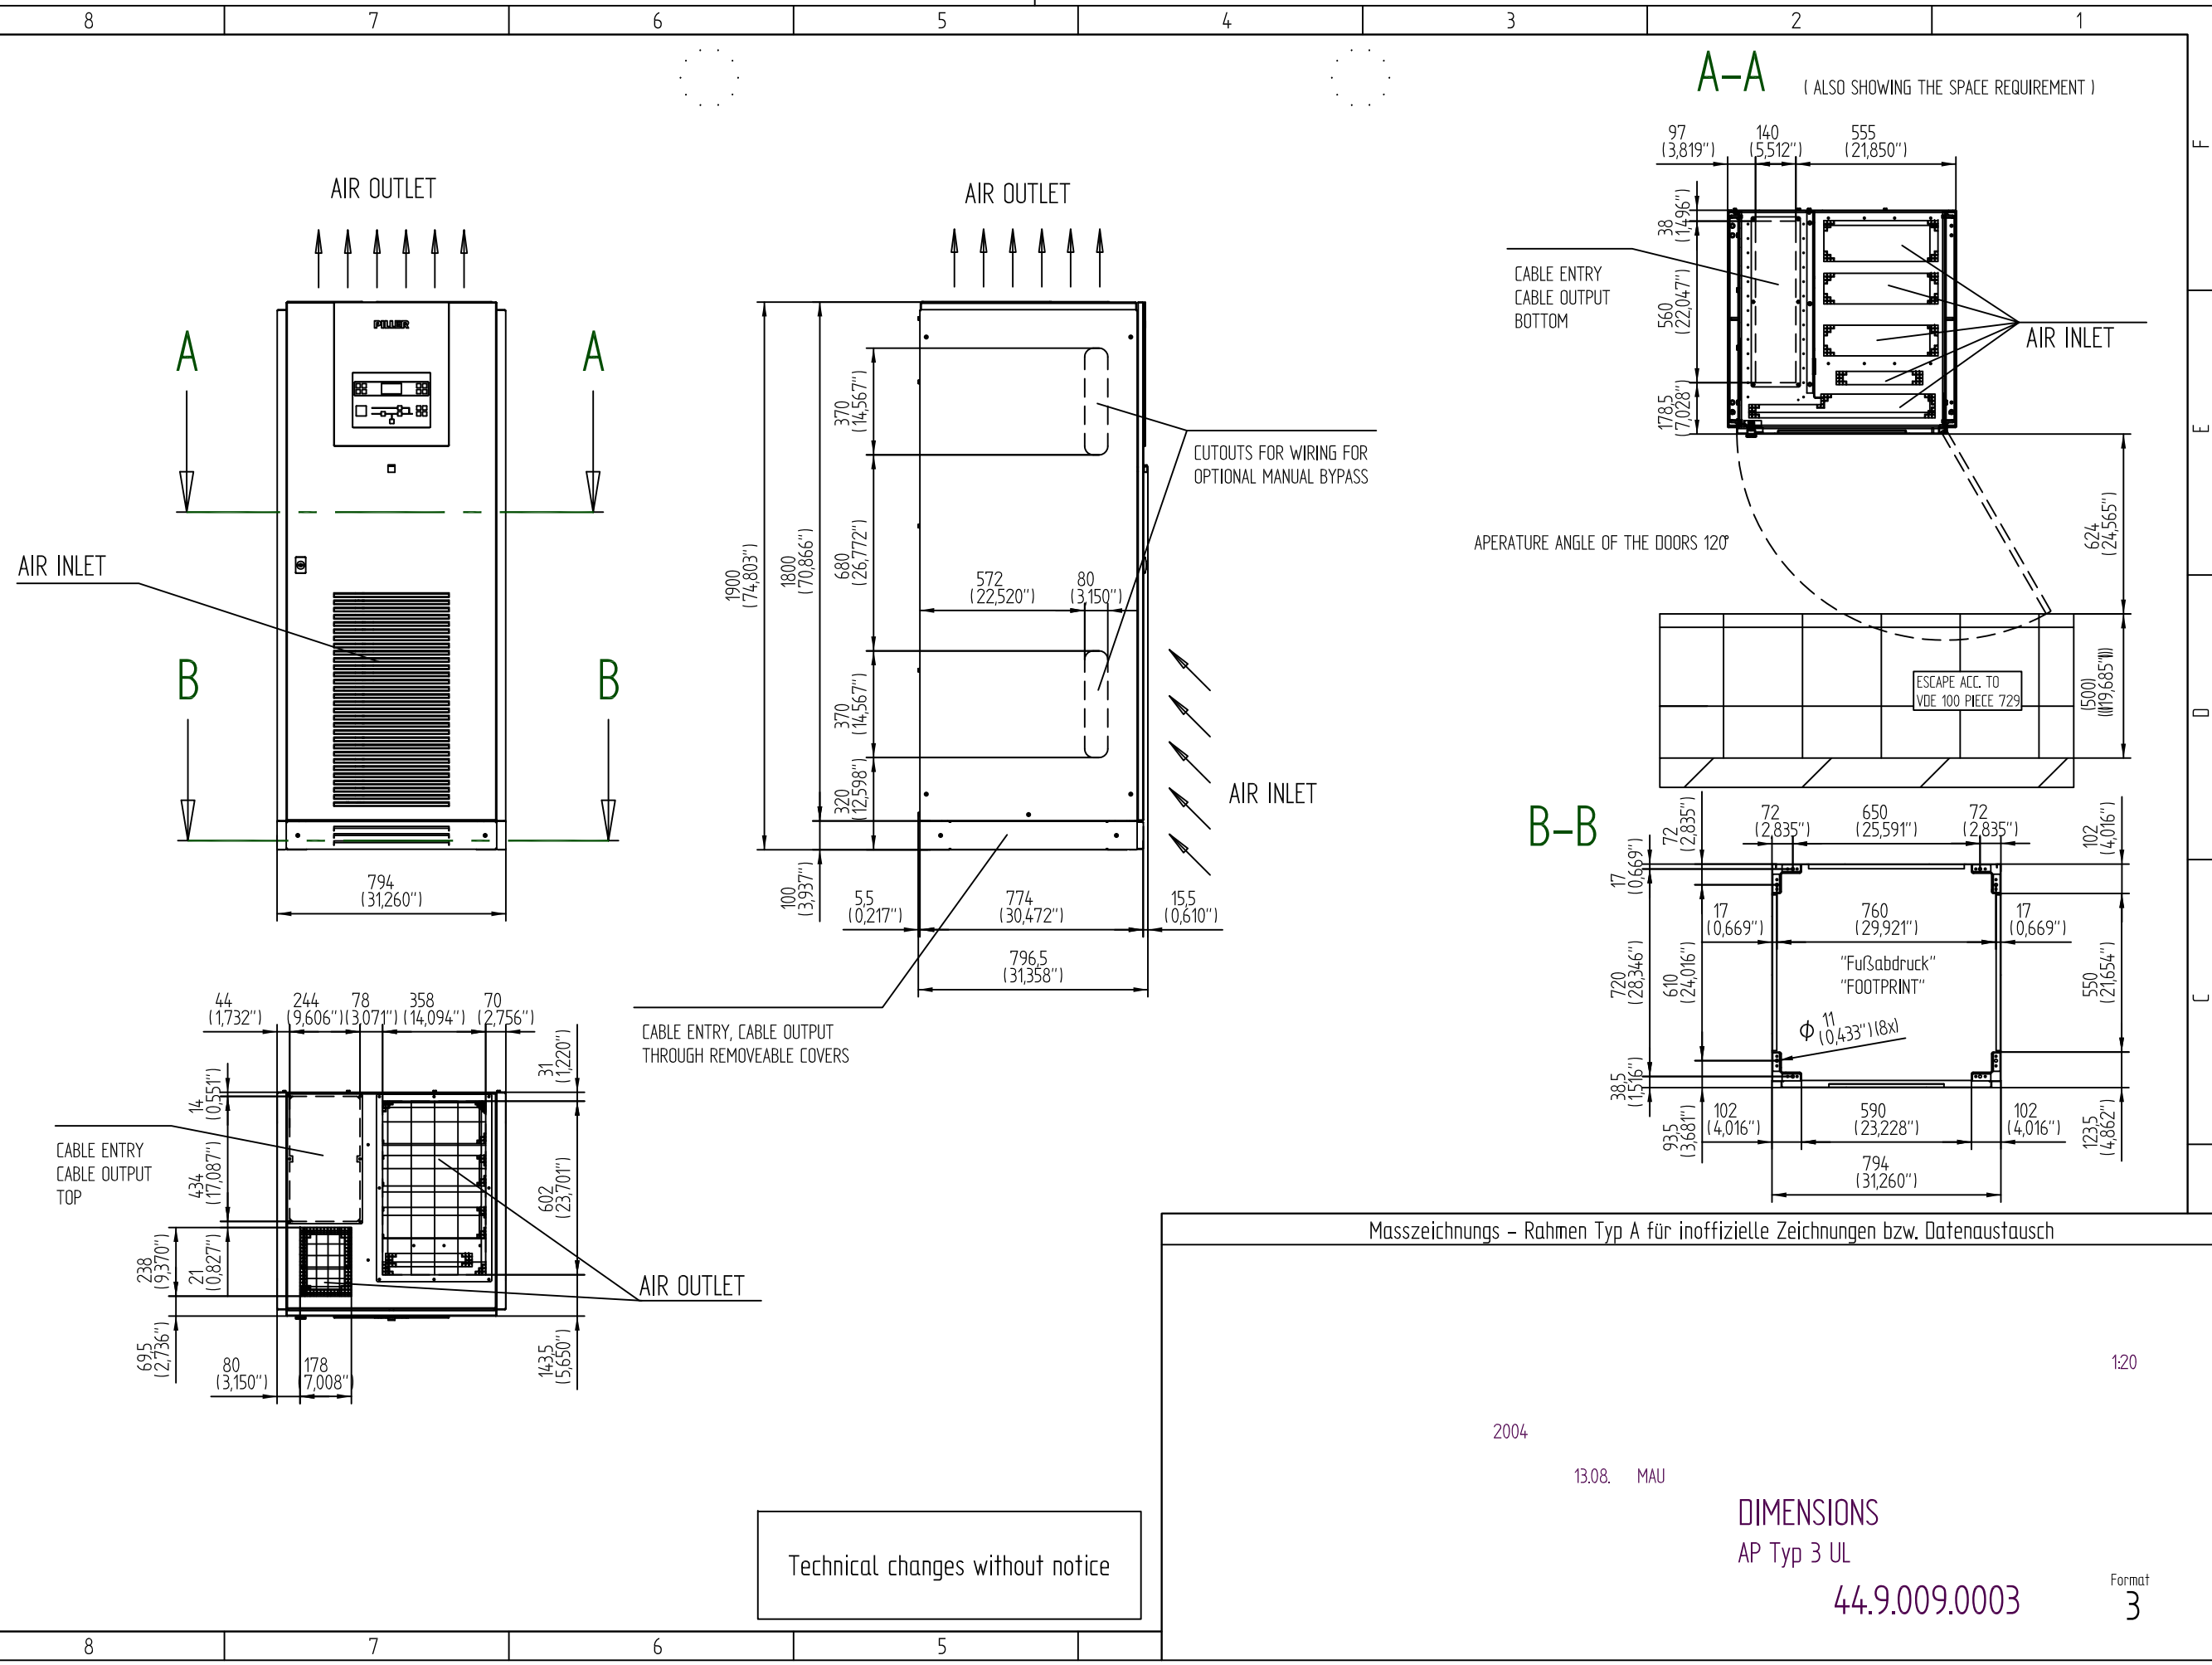 8 7 6 5 4 3 2 1
F
E
D
C
A-A
( ALSO SHOWING THE SPACE REQUIREMENT )
AIR OUTLET
PILLER
A
A
AIR INLET
B
B
794
(31,260")
AIR OUTLET
1900
(74,803")
1800
(70,866")
370
(14,567")
680
(26,772")
370
(14,567")
320
(12,598")
100
(3,937")
572
(22,520")
80
(3,150")
CUTOUTS FOR WIRING FOR
OPTIONAL MANUAL BYPASS
AIR INLET
5,5
(0,217")
774
(30,472")
15,5
(0,610")
796,5
(31,358")
CABLE ENTRY, CABLE OUTPUT
THROUGH REMOVEABLE COVERS
97
(3,819")
140
(5,512")
555
(21,850")
38
(1,496")
560
(22,047")
178,5
(7,028")
CABLE ENTRY
CABLE OUTPUT
BOTTOM
AIR INLET
APERATURE ANGLE OF THE DOORS 120°
624
(24,565")
(500)
((19,685"))
ESCAPE ACC. TO
VDE 100 PIECE 729
B-B
72
(2,835")
650
(25,591")
72
(2,835")
72
(2,835")
102
(4,016")
17
(0,669")
17
(0,669")
760
(29,921")
17
(0,669")
720
(28,346")
610
(24,016")
550
(21,654")
"Fußabdruck"
"FOOTPRINT"
ϕ 11
(0,433") (8x)
38,5
(1,516")
93,5
(3,681")
102
(4,016")
590
(23,228")
102
(4,016")
123,5
(4,862")
794
(31,260")
44
(1,732")
244
(9,606")
78
(3,071")
358
(14,094")
70
(2,756")
31
(1,220")
14
(0,551")
434
(17,087")
238
(9,370")
21
(0,827")
69,5
(2,736")
602
(23,701")
143,5
(5,650")
CABLE ENTRY
CABLE OUTPUT
TOP
AIR OUTLET
80
(3,150")
178
(7,008")
Masszeichnungs - Rahmen Typ A für inoffizielle Zeichnungen bzw. Datenaustausch
1:20
2004
13.08. MAU
DIMENSIONS
AP Typ 3 UL
44.9.009.0003
Format
3
Technical changes without notice
8 7 6 5